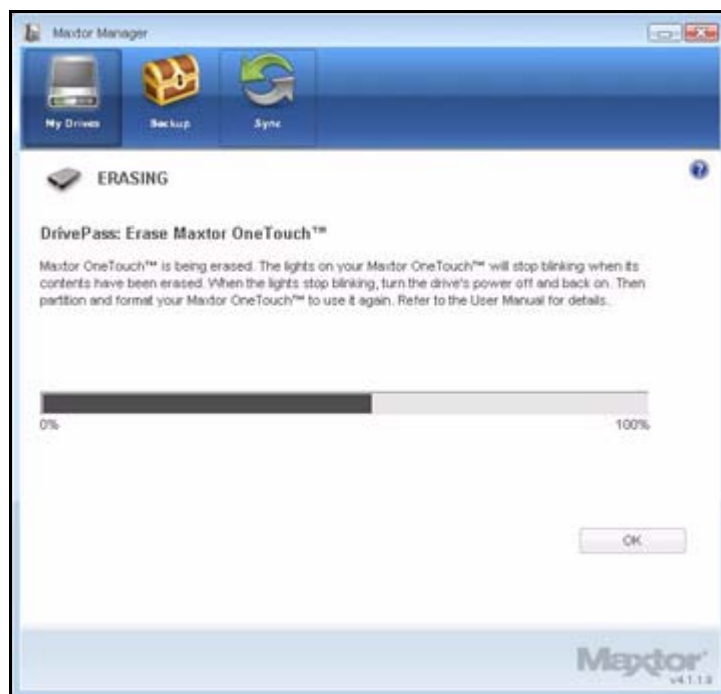 Maxtor Manager
My Drives
Backup
Sync
ERASING
DrivePass: Erase Maxtor OneTouch™
Maxtor OneTouch™ is being erased. The lights on your Maxtor OneTouch™ will stop blinking when its
contents have been erased. When the lights stop blinking, turn the drive's power off and back on. Then
partition and format your Maxtor OneTouch™ to use it again. Refer to the User Manual for details.
0%
100%
OK
Maxtor